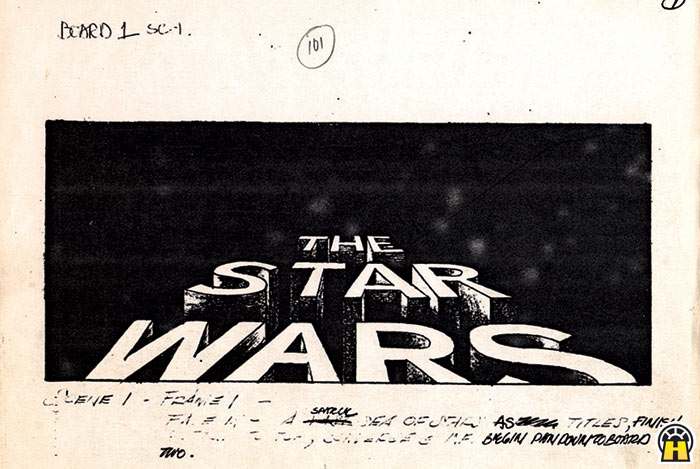 BOARD 1 SC-1.
101
1
THE
STAR
WARS
SCENE 1 - FRAME 1 -
A SEA OF STARS AS TITLES, FINISH
BEGIN PAN DOWN TO BOARD
TWO.
H